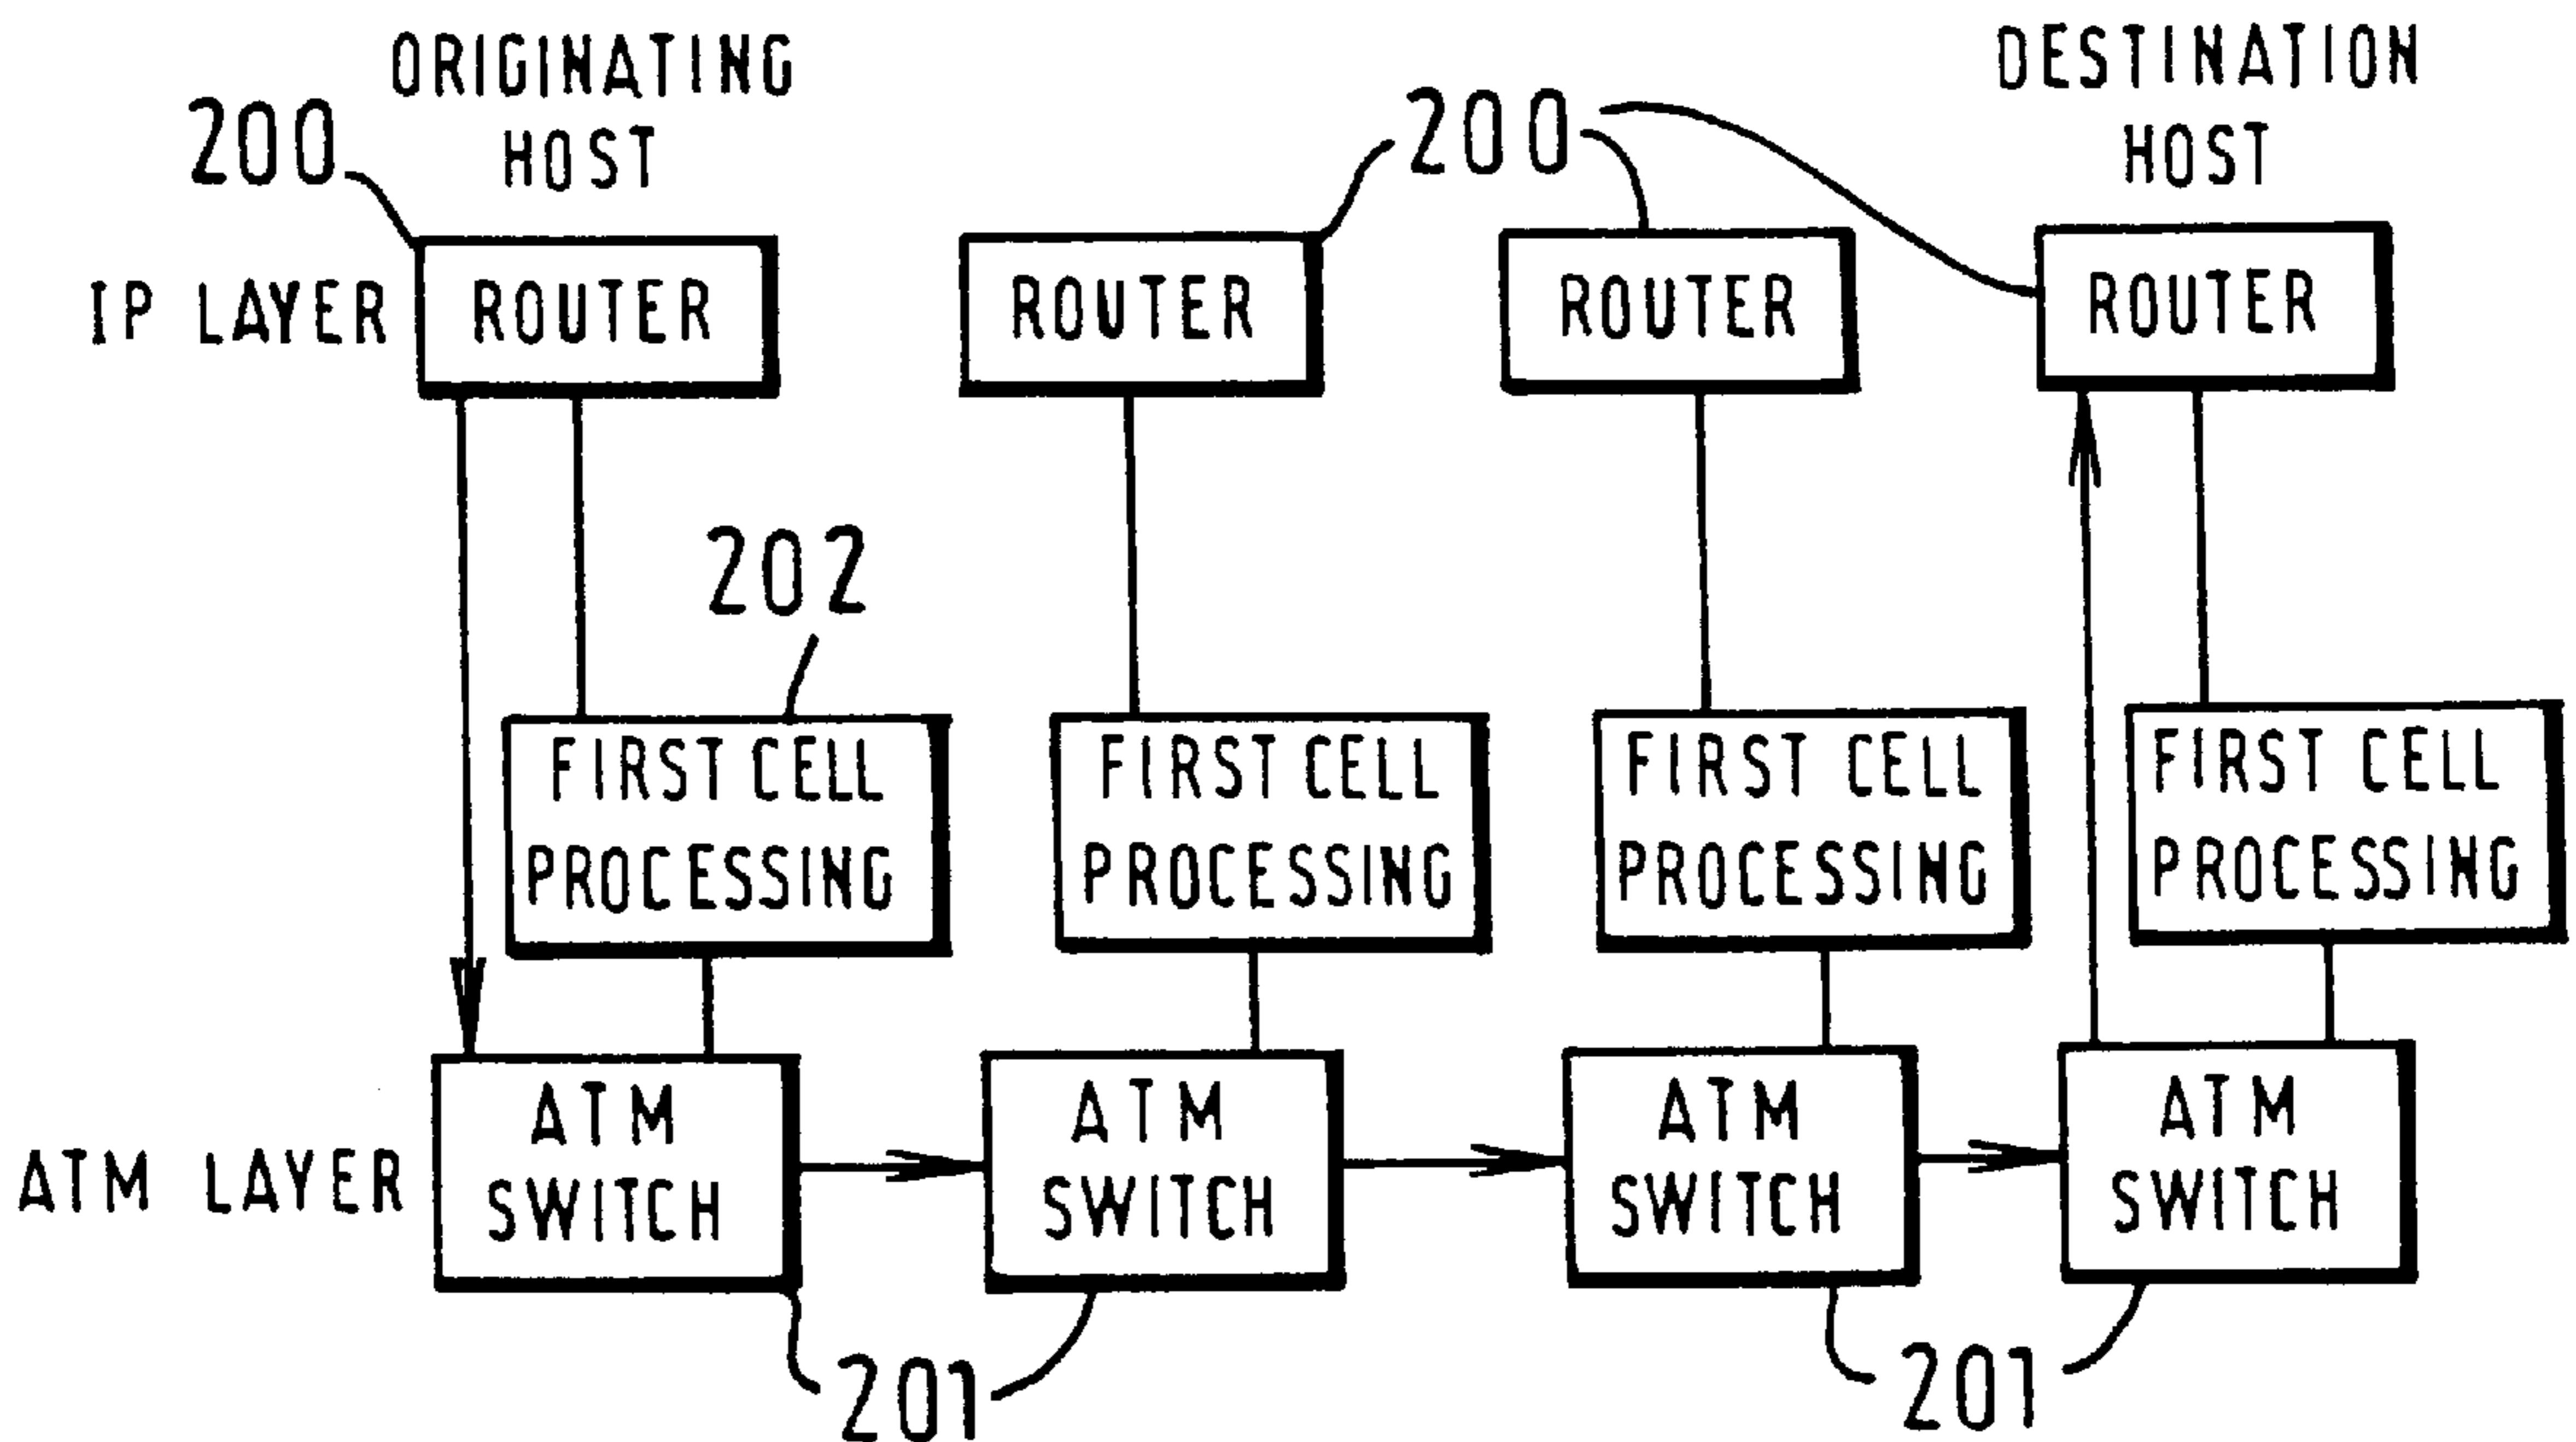 ORIGINATING
HOST
DESTINATION
HOST
200
200
IP LAYER
ROUTER
ROUTER
ROUTER
ROUTER
202
FIRST CELL
PROCESSING
FIRST CELL
PROCESSING
FIRST CELL
PROCESSING
FIRST CELL
PROCESSING
ATM LAYER
ATM
SWITCH
ATM
SWITCH
ATM
SWITCH
ATM
SWITCH
201
201